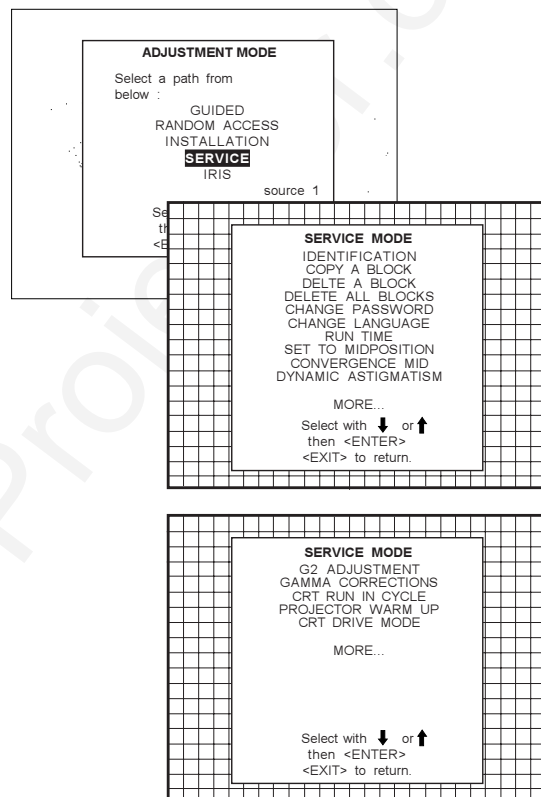 ADJUSTMENT MODE
Select a path from
below :
GUIDED
RANDOM ACCESS
INSTALLATION
SERVICE
IRIS
source 1
Se
th
<E
SERVICE MODE
IDENTIFICATION
COPY A BLOCK
DELTE A BLOCK
DELETE ALL BLOCKS
CHANGE PASSWORD
CHANGE LANGUAGE
RUN TIME
SET TO MIDPOSITION
CONVERGENCE MID
DYNAMIC ASTIGMATISM
MORE...
Select with ⬇ or ⬆
then <ENTER>
<EXIT> to return.
SERVICE MODE
G2 ADJUSTMENT
GAMMA CORRECTIONS
CRT RUN IN CYCLE
PROJECTOR WARM UP
CRT DRIVE MODE
MORE...
Select with ⬇ or ⬆
then <ENTER>
<EXIT> to return.